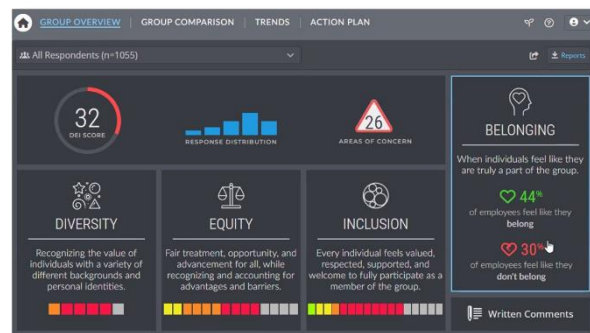 GROUP OVERVIEW | GROUP COMPARISON | TRENDS | ACTION PLAN
All Respondents (n=1055)
Reports
32
DEI SCORE
RESPONSE DISTRIBUTION
26
AREAS OF CONCERN
BELONGING
When individuals feel like they
are truly a part of the group.
44%
of employees feel like they
belong
30%
of employees feel like they
don't belong
DIVERSITY
Recognizing the value of
individuals with a variety of
different backgrounds and
personal identities.
EQUITY
Fair treatment, opportunity, and
advancement for all, while
recognizing and accounting for
advantages and barriers.
INCLUSION
Every individual feels valued,
respected, supported, and
welcome to fully participate as a
member of the group.
Written Comments